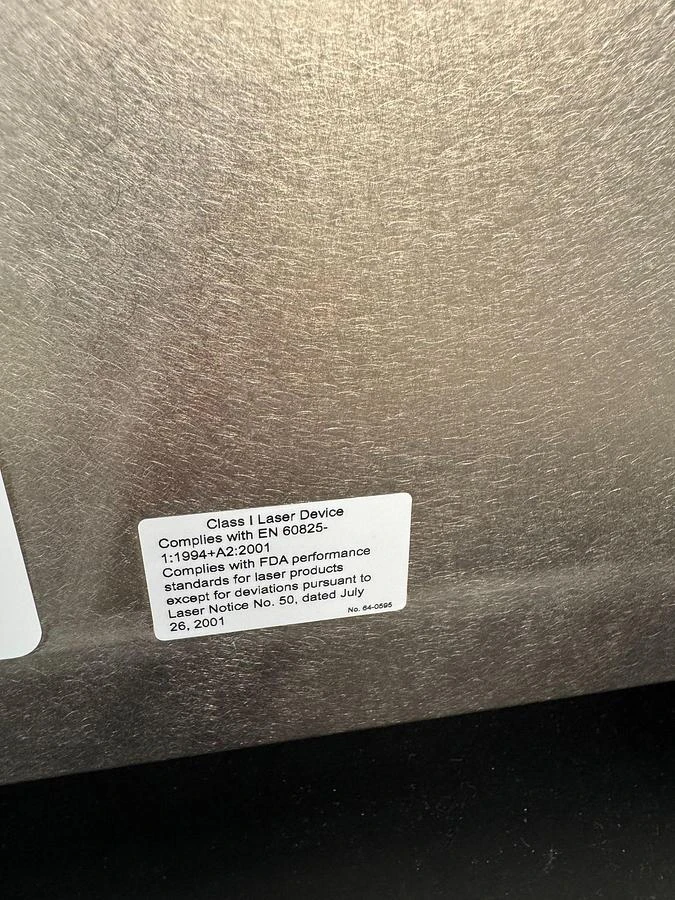 Class I Laser Device
Complies with EN 60825-
1:1994+A2:2001
Complies with FDA performance
standards for laser products
except for deviations pursuant to
Laser Notice No. 50, dated July
26, 2001
No. 64-0595